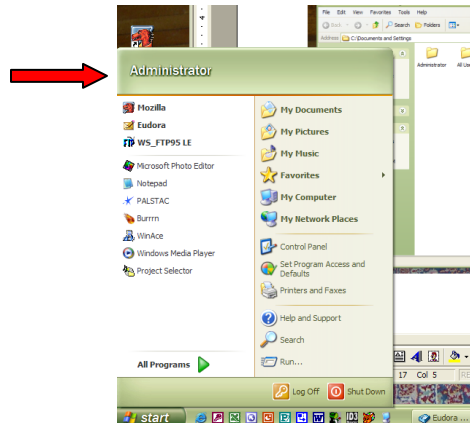 File Edit View Favorites Tools Help
Back Search Folders
Address C:\Documents and Settings
Administrator All Use
Administrator
Mozilla
Eudora
WS_FTP95 LE
Microsoft Photo Editor
Notepad
PALSTAC
Burrrn
WinAce
Windows Media Player
Project Selector
All Programs
My Documents
My Pictures
My Music
Favorites
My Computer
My Network Places
Control Panel
Set Program Access and
Defaults
Printers and Faxes
Help and Support
Search
Run...
17 Col 5 RE
Log Off Shut Down
start Eudora ...